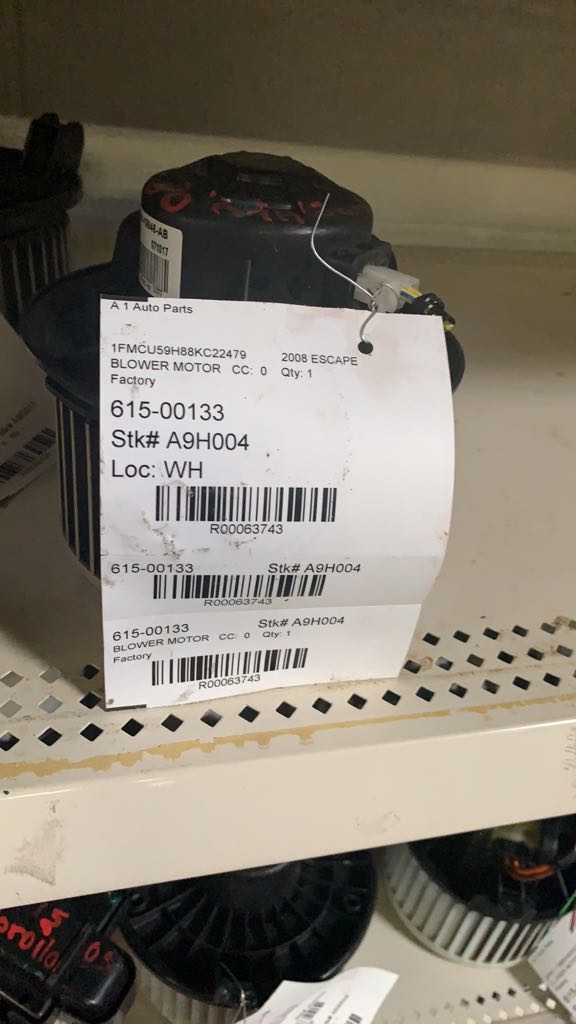 071017
A 1 Auto Parts
1FMCU59H88KC22479 2008 ESCAPE
BLOWER MOTOR CC: 0 Qty: 1
Factory
615-00133
Stk# A9H004
Loc: WH
R00063743
615-00133 Stk# A9H004
R00063743
615-00133 Stk# A9H004
BLOWER MOTOR CC: 0 Qty: 1
Factory
R00063743